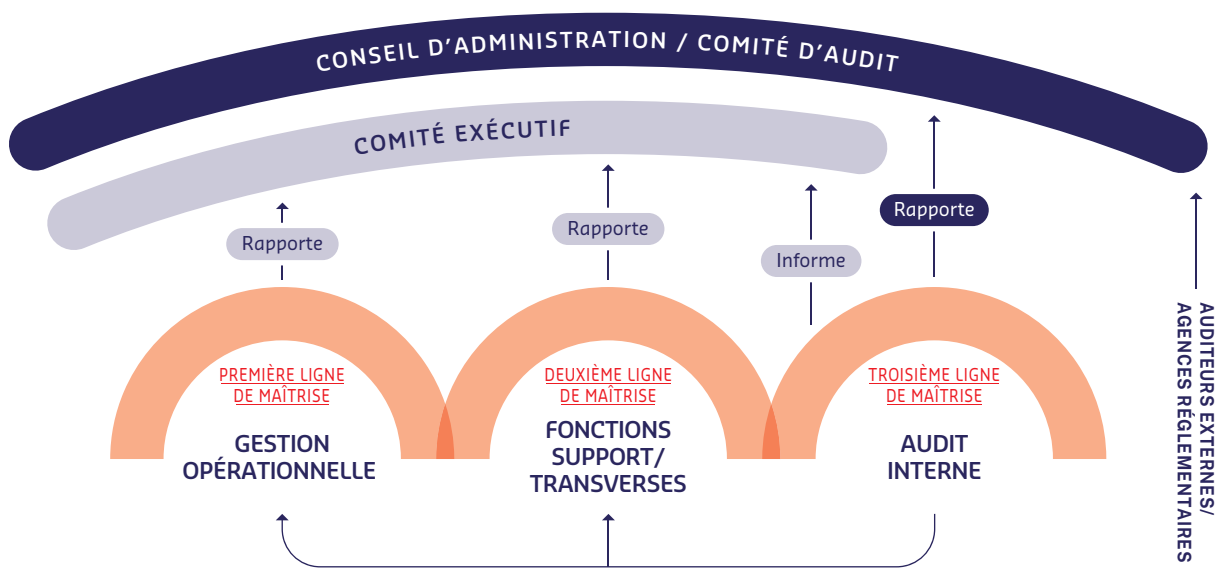 CONSEIL D'ADMINISTRATION / COMITÉ D'AUDIT
COMITÉ EXÉCUTIF
Rapporte
Rapporte
Informe
Rapporte
PREMIÈRE LIGNE
DE MAÎTRISE
GESTION
OPÉRATIONNELLE
DEUXIÈME LIGNE
DE MAÎTRISE
FONCTIONS
SUPPORT/
TRANSVERSES
TROISIÈME LIGNE
DE MAÎTRISE
AUDIT
INTERNE
AUDITEURS EXTERNES/
AGENCES RÉGLEMENTAIRES